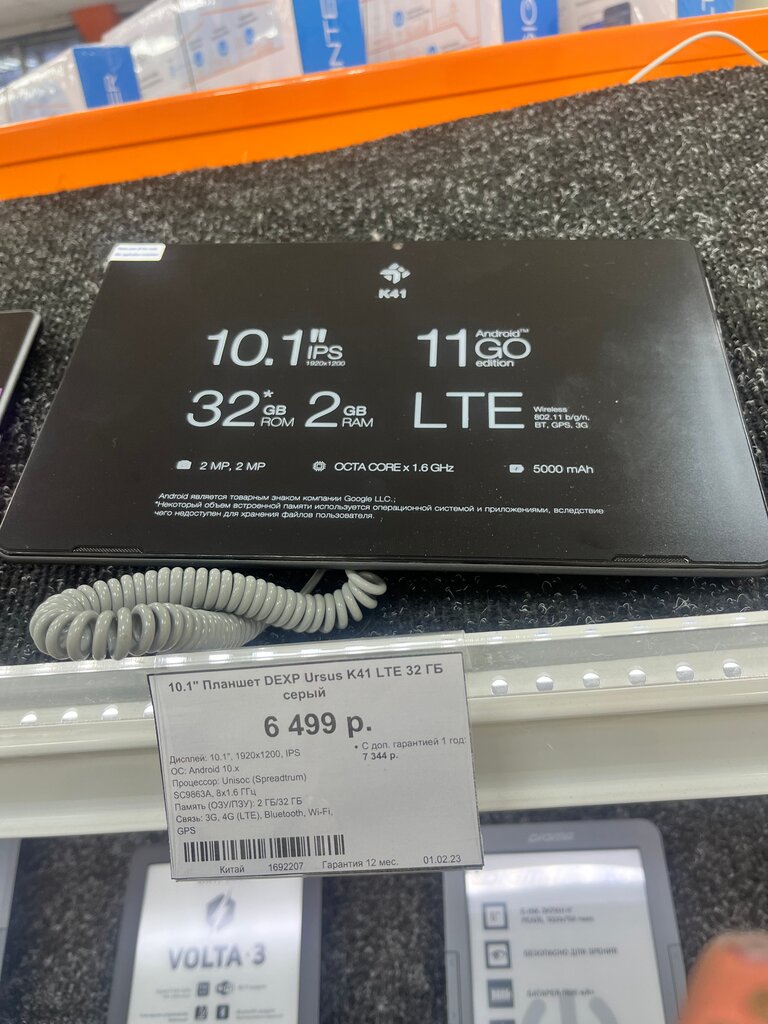 K41
10.1" IPS
1920x1200
11 Android™
GO
edition
32* GB ROM 2 GB RAM
LTE Wireless
802.11 b/g/n,
BT, GPS, 3G
2 MP, 2 MP
OCTA CORE x 1.6 GHz
5000 mAh
Android является товарным знаком компании Google LLC.;
*Некоторый объем встроенной памяти используется операционной системой и приложениями, вследствие
чего недоступен для хранения файлов пользователя.
10.1" Планшет DEXP Ursus K41 LTE 32 ГБ
серый
6 499 р.
Дисплей: 10.1", 1920x1200, IPS
ОС: Android 10.x
Процессор: Unisoc (Spreadtrum)
SC9863A, 8x1.6 ГГц
Память (ОЗУ/ПЗУ): 2 ГБ/32 ГБ
Связь: 3G, 4G (LTE), Bluetooth, Wi-Fi,
GPS
• С доп. гарантией 1 год:
7 344 р.
Китай 1692207 Гарантия 12 мес. 01.02.23
VOLTA·3
БЕЗОПАСНО ДЛЯ ЗРЕНИЯ